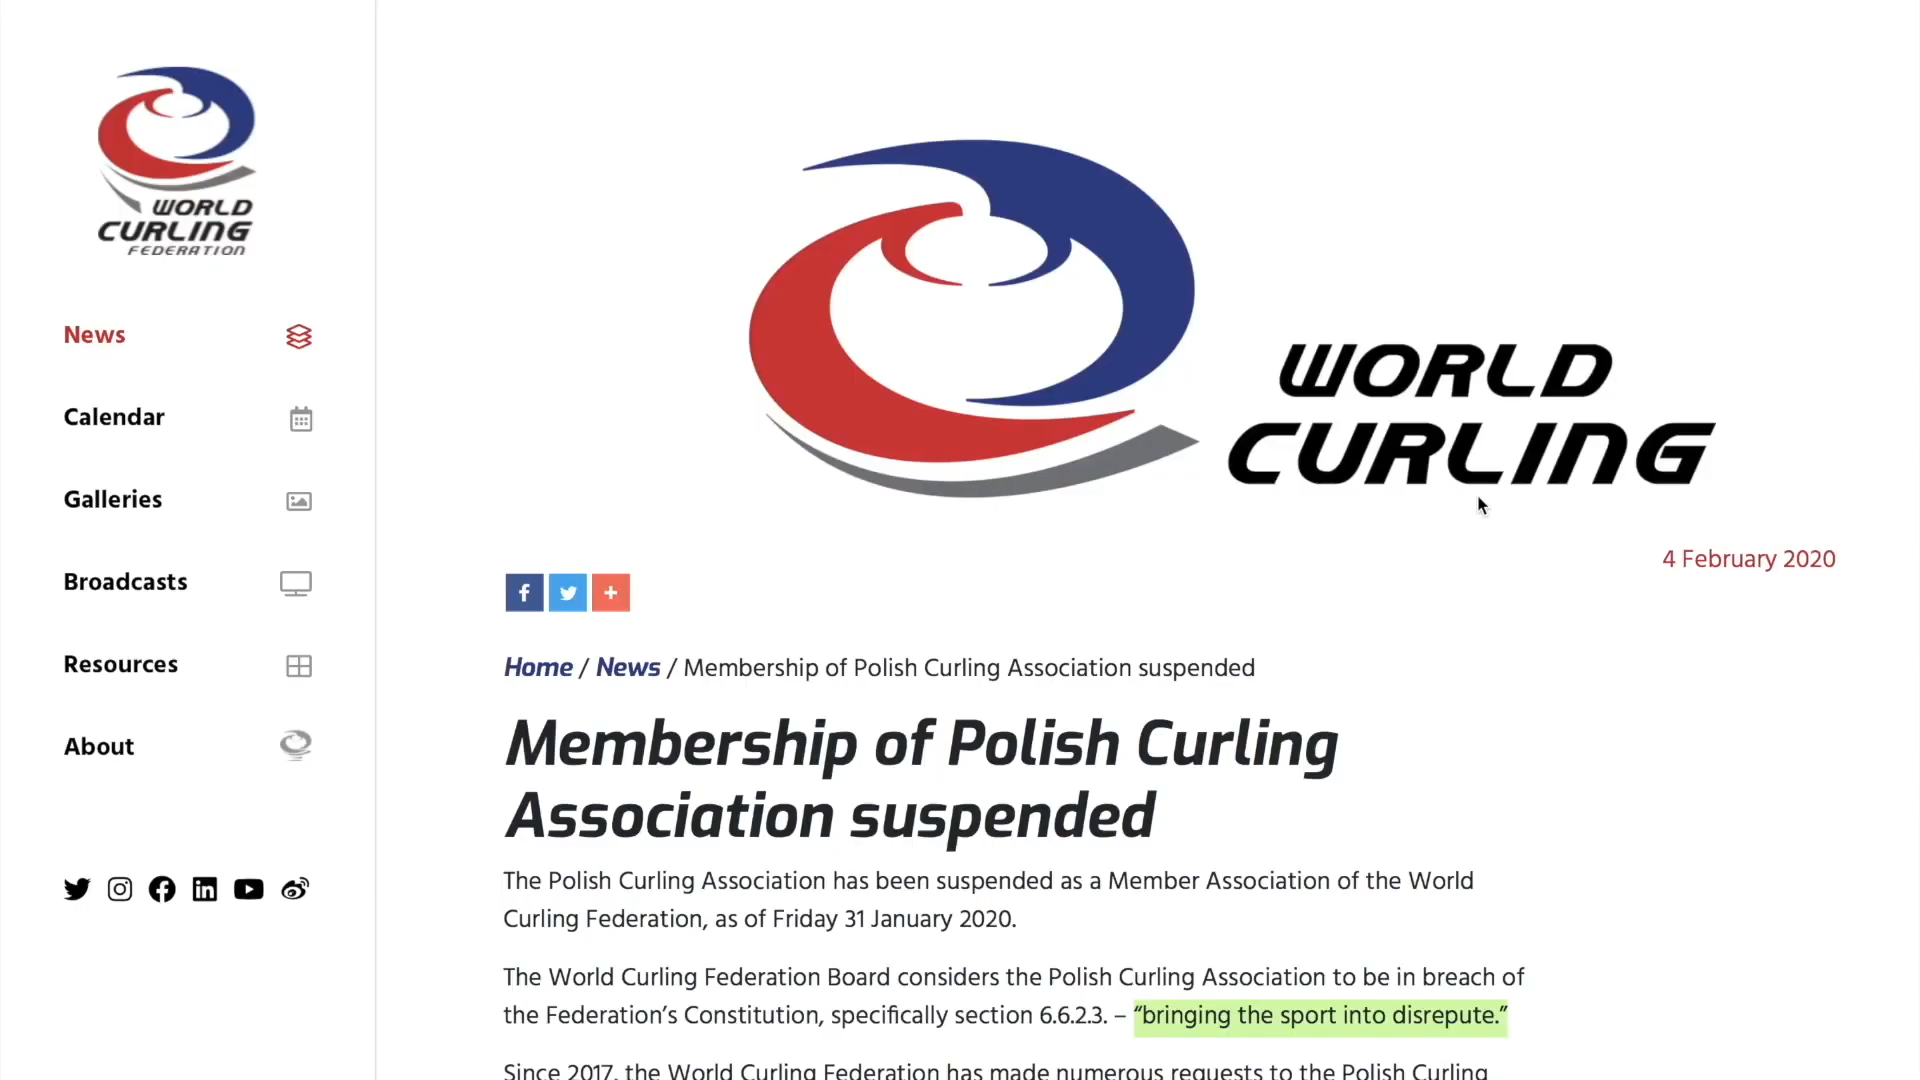 WORLD
CURLING
FEDERATION
News
Calendar
Galleries
Broadcasts
Resources
About
WORLD
CURLING
4 February 2020
Home / News / Membership of Polish Curling Association suspended
Membership of Polish Curling
Association suspended
The Polish Curling Association has been suspended as a Member Association of the World
Curling Federation, as of Friday 31 January 2020.
The World Curling Federation Board considers the Polish Curling Association to be in breach of
the Federation’s Constitution, specifically section 6.6.2.3. – “bringing the sport into disrepute.”
Since 2017, the World Curling Federation has made numerous requests to the Polish Curling